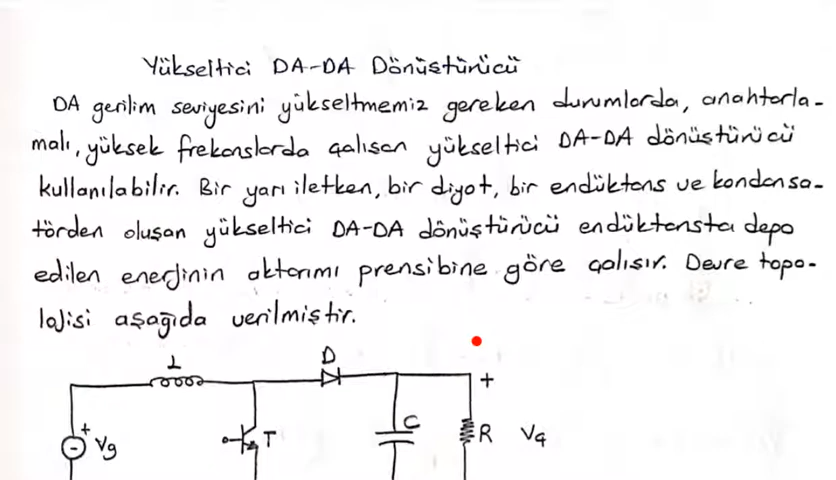 Yükseltici DA-DA Dönüştürücü
DA gerilim seviyesini yükseltmemiz gereken durumlarda, anahtarla-
malı, yüksek frekanslarda çalışan yükseltici DA-DA dönüştürücü
kullanılabilir. Bir yarı iletken, bir diyot, bir endüktans ve kondansa-
törden oluşan yükseltici DA-DA dönüştürücü endüktansta depo
edilen enerjinin aktarımı prensibine göre çalışır. Devre topo-
lojisi aşağıda verilmiştir.
L D
+
+ Vg T C R Vç